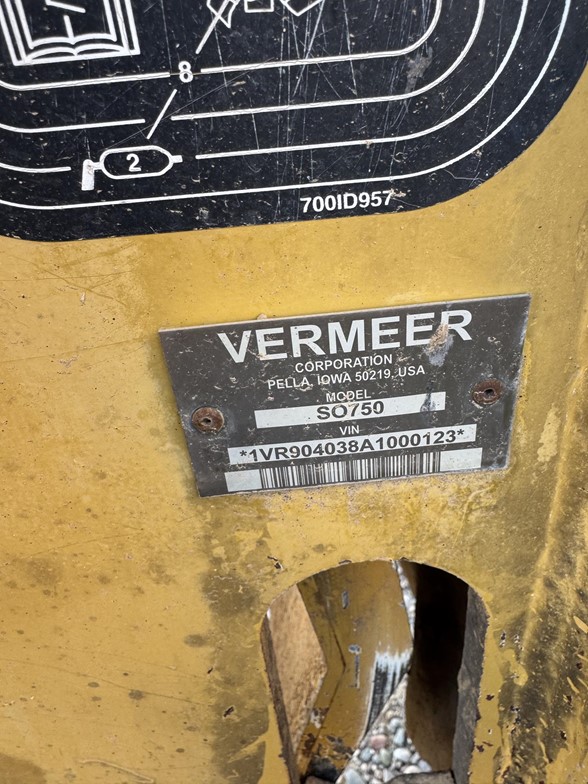 8
2
700ID957
VERMEER
CORPORATION
PELLA, IOWA 50219, USA
MODEL
SO750
VIN
*1VR904038A1000123*